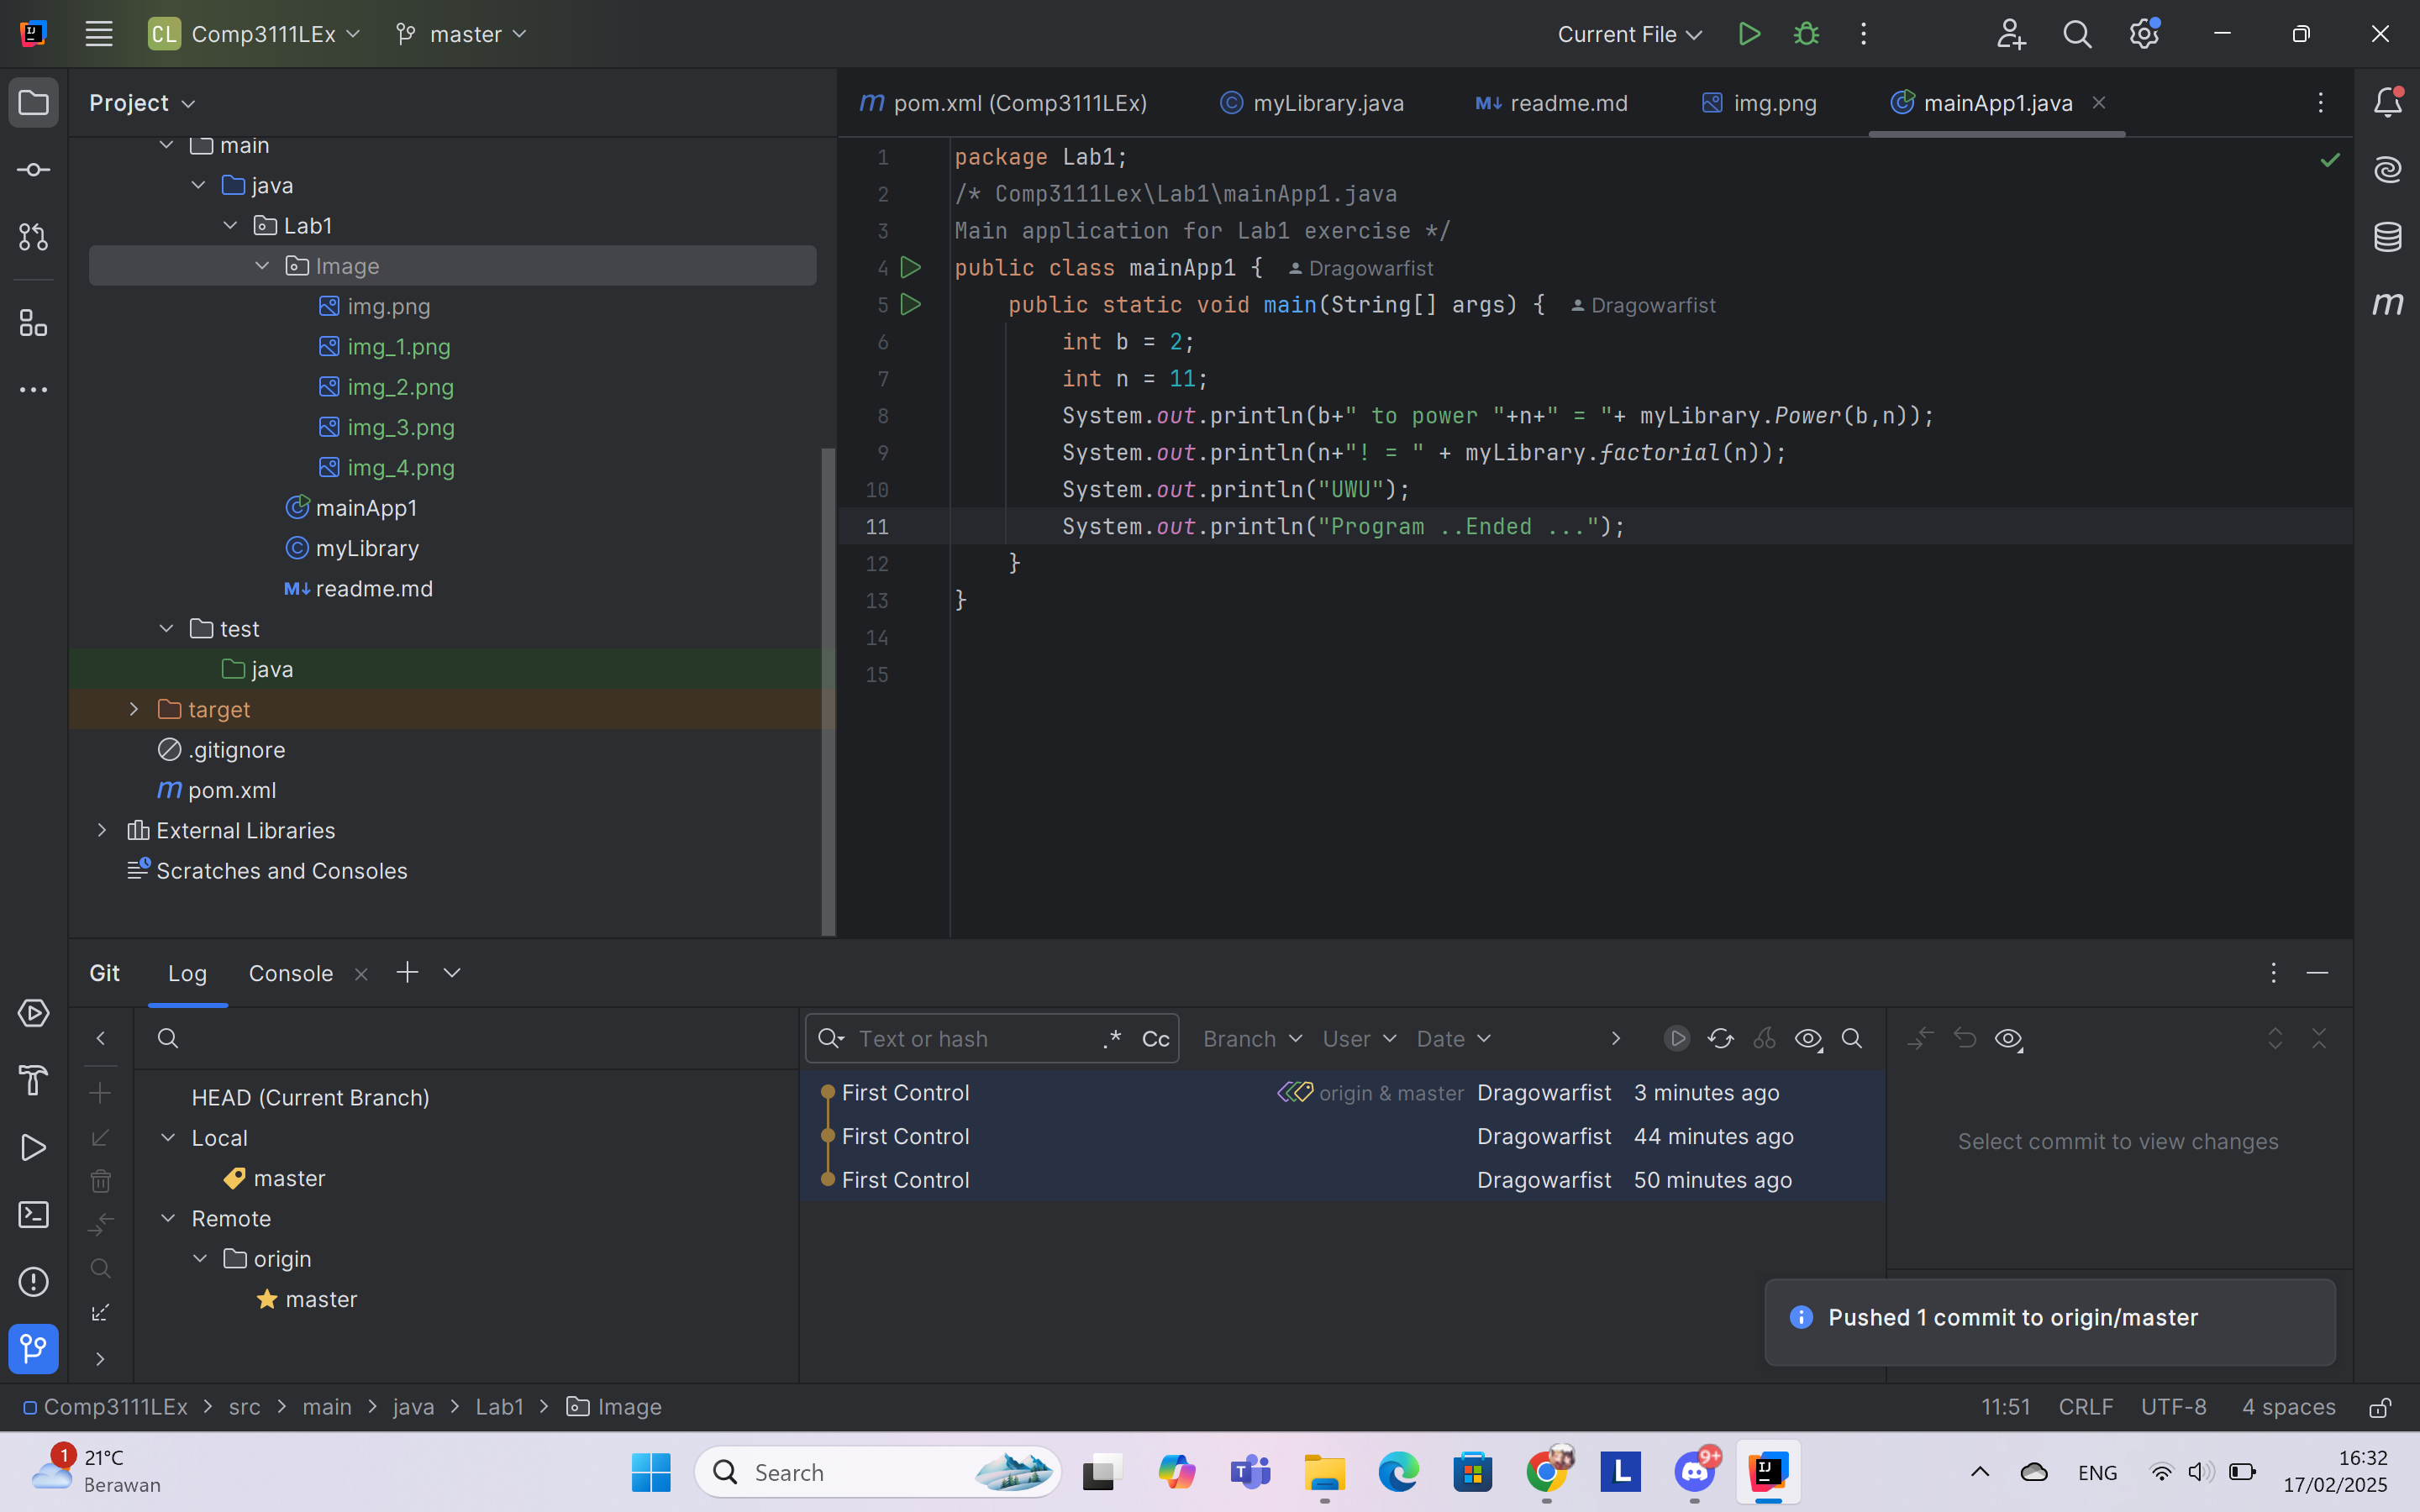 CL Comp3111LEx master Current File
Project
pom.xml (Comp3111LEx) myLibrary.java readme.md img.png mainApp1.java
main
java
Lab1
Image
img.png
img_1.png
img_2.png
img_3.png
img_4.png
mainApp1
myLibrary
readme.md
test
java
target
.gitignore
pom.xml
External Libraries
Scratches and Consoles
1 package Lab1;
2 /* Comp3111Lex\Lab1\mainApp1.java
3 Main application for Lab1 exercise */
4 public class mainApp1 { Dragowarfist
5 public static void main(String[] args) { Dragowarfist
6 int b = 2;
7 int n = 11;
8 System.out.println(b+" to power "+n+" = "+ myLibrary.Power(b,n));
9 System.out.println(n+"! = " + myLibrary.factorial(n));
10 System.out.println("UWU");
11 System.out.println("Program ..Ended ...");
12 }
13 }
14
15
Git Log Console
Text or hash .* Cc Branch User Date
HEAD (Current Branch)
Local
master
Remote
origin
master
First Control origin & master Dragowarfist 3 minutes ago
First Control Dragowarfist 44 minutes ago
First Control Dragowarfist 50 minutes ago
Select commit to view changes
Pushed 1 commit to origin/master
Comp3111LEx > src > main > java > Lab1 > Image
11:51 CRLF UTF-8 4 spaces
1 21°C
Berawan
Search
9+
ENG
16:32
17/02/2025